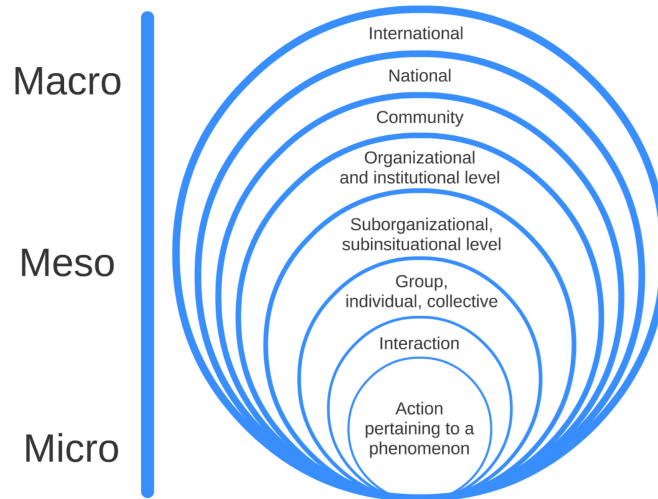 Macro
Meso
Micro
International
National
Community
Organizational
and institutional level
Suborganizational,
subinsituational level
Group,
individual, collective
Interaction
Action
pertaining to a
phenomenon